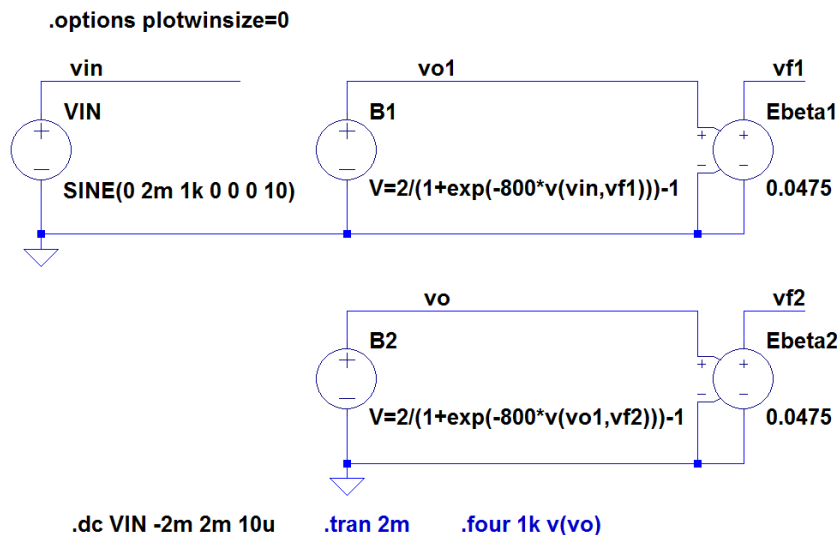 .options plotwinsize=0
vin
vo1
vf1
VIN
B1
Ebeta1
SINE(0 2m 1k 0 0 0 10)
V=2/(1+exp(-800*v(vin,vf1)))-1
0.0475
vo
vf2
B2
Ebeta2
V=2/(1+exp(-800*v(vo1,vf2)))-1
0.0475
.dc VIN -2m 2m 10u
.tran 2m
.four 1k v(vo)